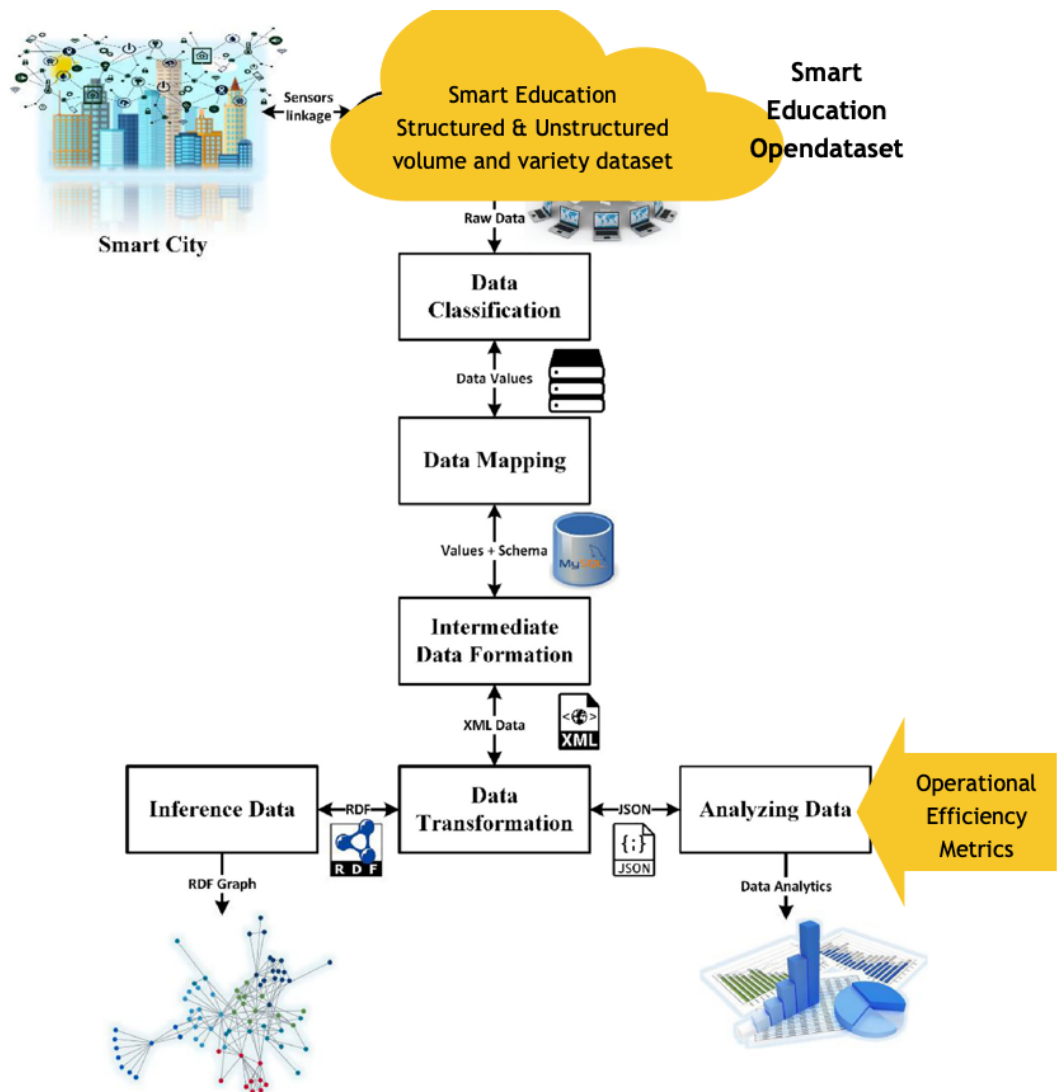 Smart Education
Structured & Unstructured
volume and variety dataset
Smart
Education
Opendataset
Sensors
linkage
Smart City
Raw Data
Data
Classification
Data Values
Data Mapping
Values + Schema
MySQL
Intermediate
Data Formation
XML Data
XML
Inference Data
RDF
RDF
Data
Transformation
JSON
{;}
JSON
Analyzing Data
Operational
Efficiency
Metrics
RDF Graph
Data Analytics